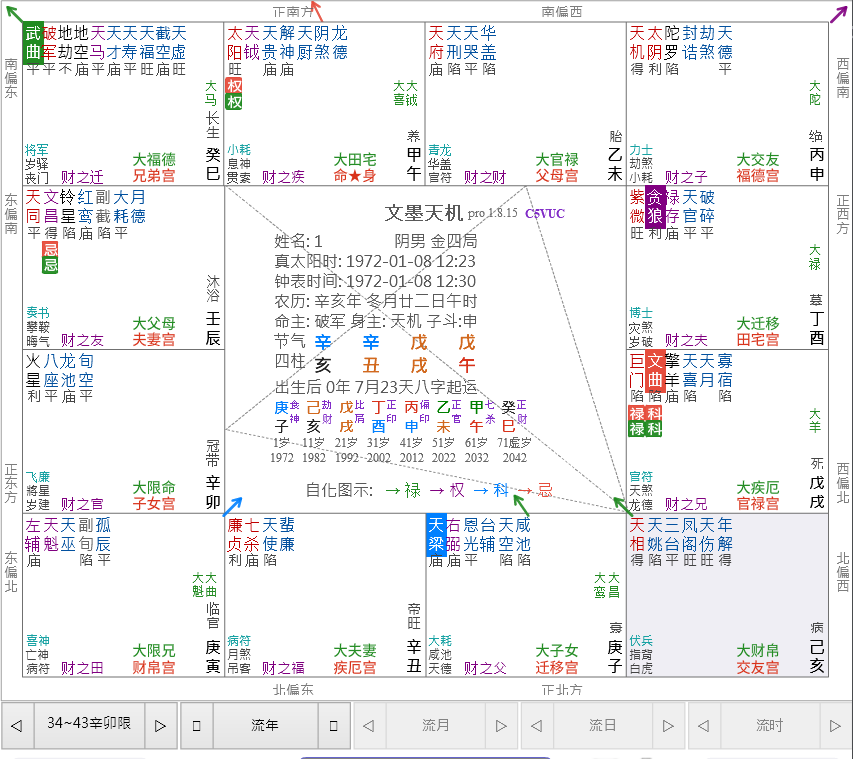 正南方
南偏西
南偏东
东偏南
正东方
东偏北
西偏南
正西方
西偏北
北偏西
北偏东
正北方
武破地地天天天天截天
曲军劫空马才寿福空虚
平平不庙平庙平旺庙旺
大
马
长
生
将军
岁驿
丧门
财之迁
大福德
兄弟宫
癸
巳
太天天解天阴龙
阳钺贵神厨煞德
旺 庙庙
权
权
大大
喜钺
养
小耗
息神
贯索
财之疾
大田宅
命★身
甲
午
天天天华
府刑哭盖
庙陷平陷
胎
青龙
华盖
官符
财之财
大官禄
父母宫
乙
未
天太陀封劫天
机阴罗诰煞德
得利陷 平
大
陀
绝
力士
劫煞
小耗
财之子
大交友
福德宫
丙
申
天文铃红副大月
同昌星鸾截耗德
平得陷庙陷平
忌
忌
沐
浴
奏书
攀鞍
晦气
财之友
大父母
夫妻宫
壬
辰
紫贪禄天破
微狼存官碎
旺利庙平平
大
禄
墓
博士
灾煞
岁破
财之夫
大迁移
田宅宫
丁
酉
火八龙旬
星座池空
利平庙平
冠
带
飞廉
将星
岁建
财之官
大限命
子女宫
辛
卯
巨文擎天天寡
门曲羊喜月宿
陷陷庙陷 陷
禄科
禄科
大
羊
死
官符
天煞
龙德
财之兄
大疾厄
官禄宫
戊
戌
左天天副孤
辅魁巫旬辰
庙 陷平
大大
魁曲
临
官
喜神
亡神
病符
财之田
大限兄
财帛宫
庚
寅
廉七天蜚
贞杀使廉
利庙陷
帝
旺
病符
月煞
吊客
财之福
大夫妻
疾厄宫
辛
丑
天右恩台天咸
梁弼光辅空池
庙庙平 陷陷
大大
鸾昌
衰
大耗
咸池
天德
财之父
大子女
迁移宫
庚
子
天天三凤天年
相姚台阁伤解
得陷平旺旺得
病
伏兵
指背
白虎
大财帛
交友宫
己
亥
文墨天机 pro 1.8.15 C5VUC
姓名: 1 阴男 金四局
真太阳时: 1972-01-08 12:23
钟表时间: 1972-01-08 12:30
农历: 辛亥年 冬月廿二日午时
命主: 破军 身主: 天机 子斗:申
节气 辛 辛 戊 戊
四柱 亥 丑 戌 午
出生后 0年 7月23天八字起运
庚食神 己劫财 戊比肩 丁正印 丙偏印 乙正官 甲七杀 癸正财
子 亥 戌 酉 申 未 午 巳
1岁 11岁 21岁 31岁 41岁 51岁 61岁 71虚岁
1972 1982 1992 2002 2012 2022 2032 2042
自化图示: →禄 →权 →科 →忌
34~43辛卯限
流年
流月
流日
流时